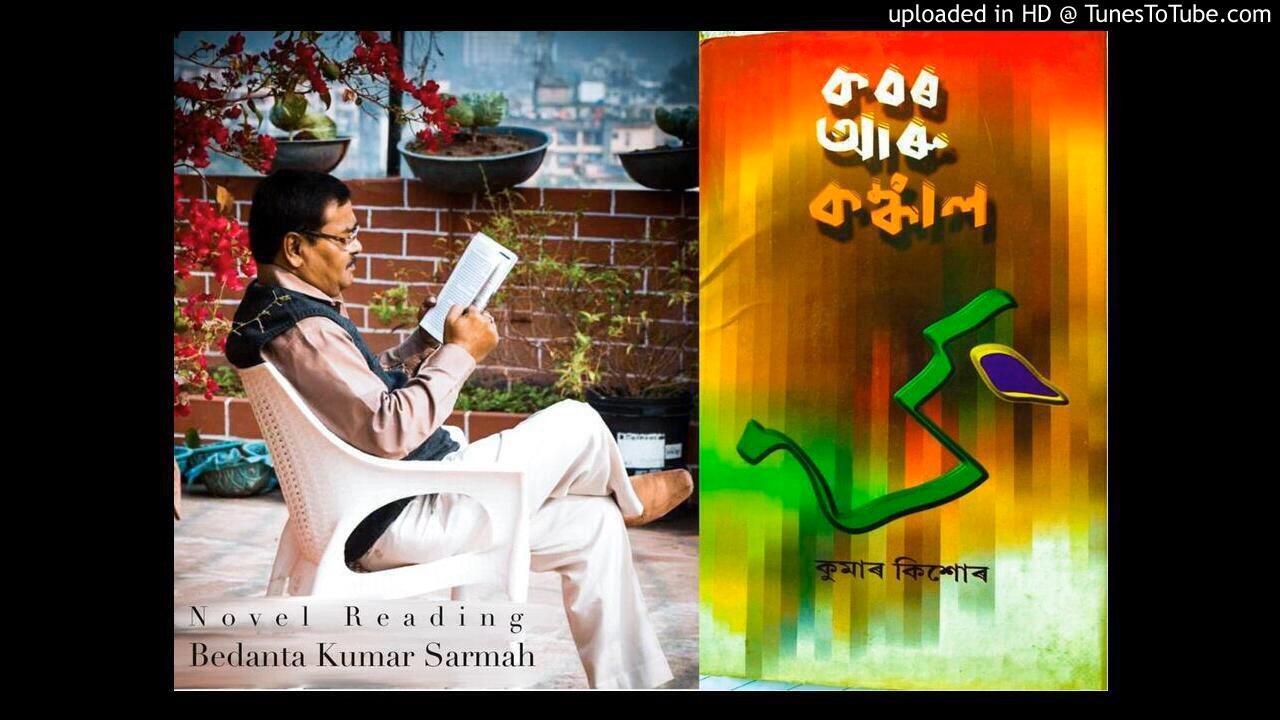 uploaded in HD @ TunesToTube.com
কবৰ
আৰু
কঙ্কাল
কুমাৰ কিশোৰ
Novel Reading
Bedanta Kumar Sarmah